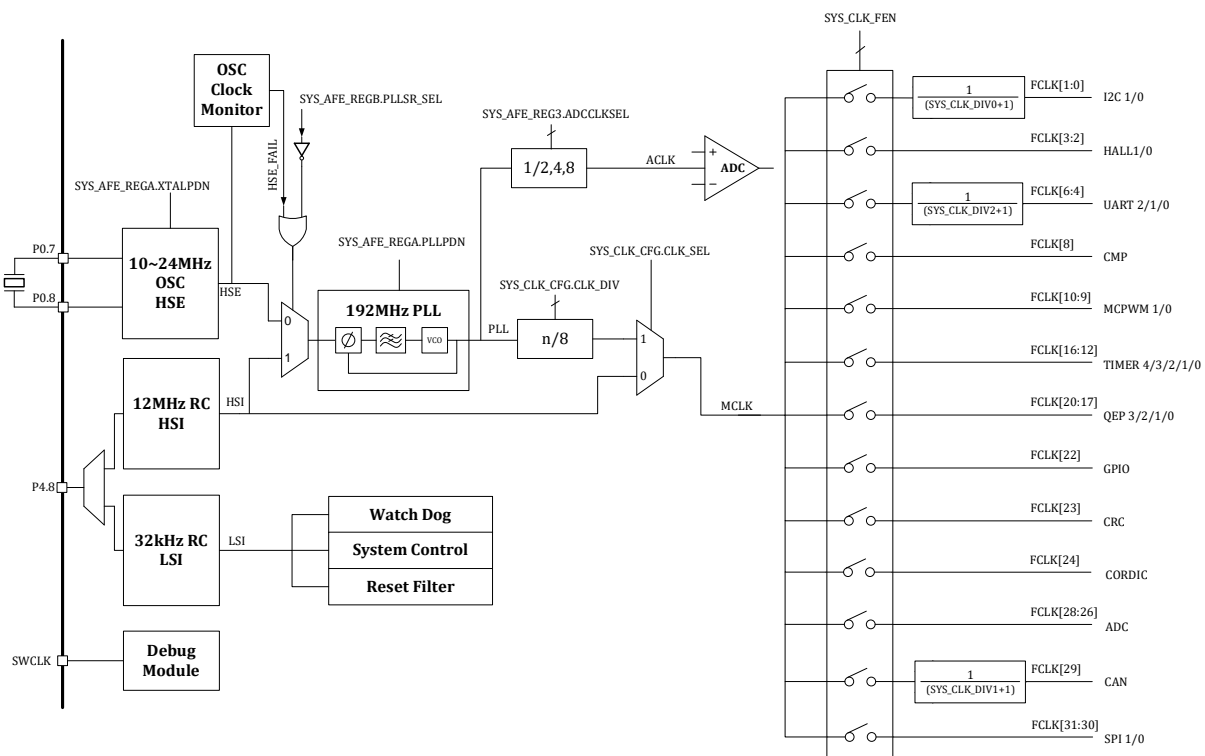 SYS_CLK_FEN
OSC
Clock
Monitor
SYS_AFE_REGB.PLLSR_SEL
HSE_FAIL
SYS_AFE_REG3.ADCCLKSEL
1/2,4,8
ACLK
+
ADC
−
SYS_AFE_REGA.XTALPDN
P0.7
P0.8
10~24MHz
OSC
HSE
HSE
0
1
SYS_AFE_REGA.PLLPDN
192MHz PLL
∅
VCO
PLL
SYS_CLK_CFG.CLK_DIV
n/8
SYS_CLK_CFG.CLK_SEL
1
0
MCLK
12MHz RC
HSI
HSI
P4.8
32kHz RC
LSI
LSI
Watch Dog
System Control
Reset Filter
SWCLK
Debug
Module
1
(SYS_CLK_DIV0+1)
FCLK[1:0]
I2C 1/0
FCLK[3:2]
HALL1/0
1
(SYS_CLK_DIV2+1)
FCLK[6:4]
UART 2/1/0
FCLK[8]
CMP
FCLK[10:9]
MCPWM 1/0
FCLK[16:12]
TIMER 4/3/2/1/0
FCLK[20:17]
QEP 3/2/1/0
FCLK[22]
GPIO
FCLK[23]
CRC
FCLK[24]
CORDIC
FCLK[28:26]
ADC
1
(SYS_CLK_DIV1+1)
FCLK[29]
CAN
FCLK[31:30]
SPI 1/0